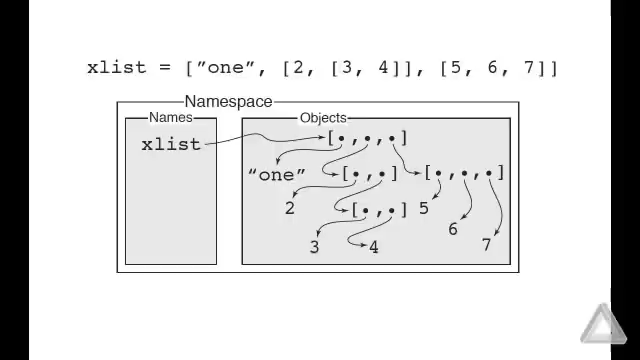 xlist = ["one", [2, [3, 4]], [5, 6, 7]]
Namespace
Names Objects
xlist [•,•,•]
"one" [•,•] [•,•,•]
2 [•,•] 5
6
3 4 7